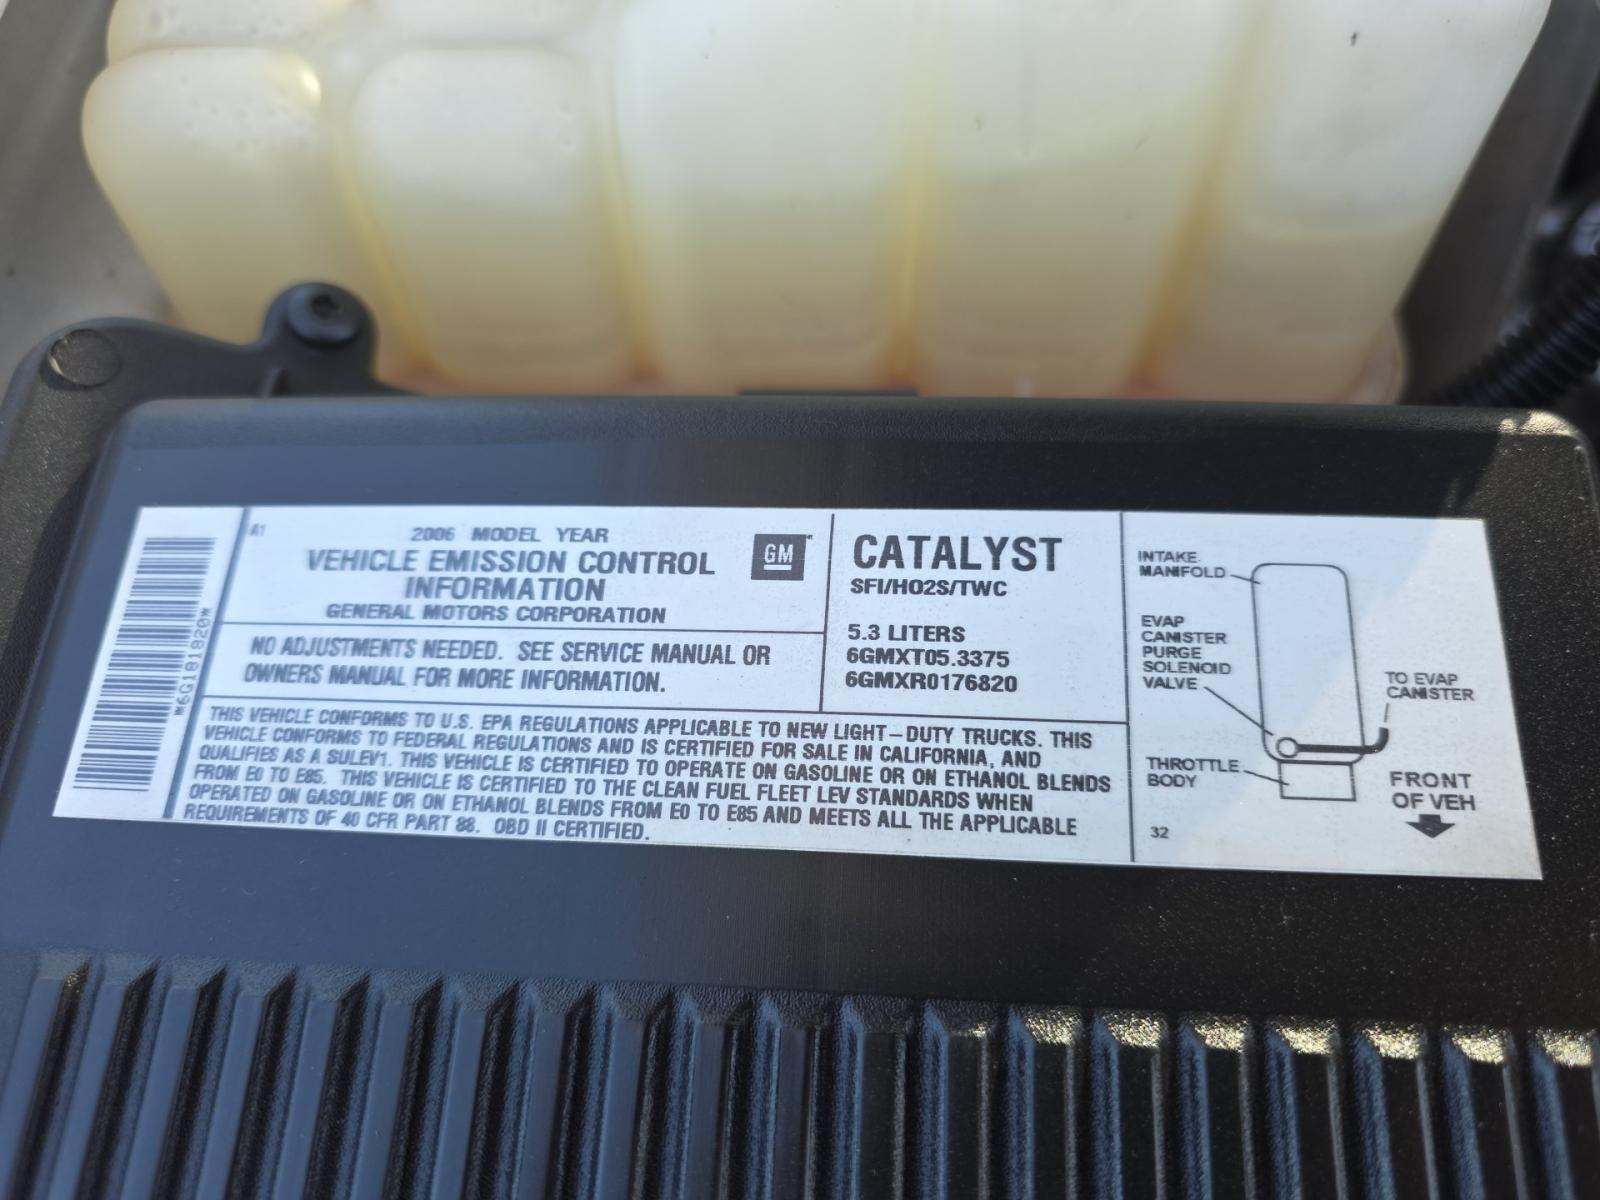 *6G181820*
A1
2006 MODEL YEAR
VEHICLE EMISSION CONTROL
INFORMATION
GENERAL MOTORS CORPORATION
GM
NO ADJUSTMENTS NEEDED. SEE SERVICE MANUAL OR
OWNERS MANUAL FOR MORE INFORMATION.
CATALYST
SFI/HO2S/TWC
5.3 LITERS
6GMXT05.3375
6GMXR0176820
THIS VEHICLE CONFORMS TO U.S. EPA REGULATIONS APPLICABLE TO NEW LIGHT-DUTY TRUCKS. THIS
VEHICLE CONFORMS TO FEDERAL REGULATIONS AND IS CERTIFIED FOR SALE IN CALIFORNIA, AND
QUALIFIES AS A SULEV1. THIS VEHICLE IS CERTIFIED TO OPERATE ON GASOLINE OR ON ETHANOL BLENDS
FROM E0 TO E85. THIS VEHICLE IS CERTIFIED TO THE CLEAN FUEL FLEET LEV STANDARDS WHEN
OPERATED ON GASOLINE OR ON ETHANOL BLENDS FROM E0 TO E85 AND MEETS ALL THE APPLICABLE
REQUIREMENTS OF 40 CFR PART 88. OBD II CERTIFIED.
INTAKE
MANIFOLD
EVAP
CANISTER
PURGE
SOLENOID
VALVE
TO EVAP
CANISTER
THROTTLE
BODY
FRONT
OF VEH
32